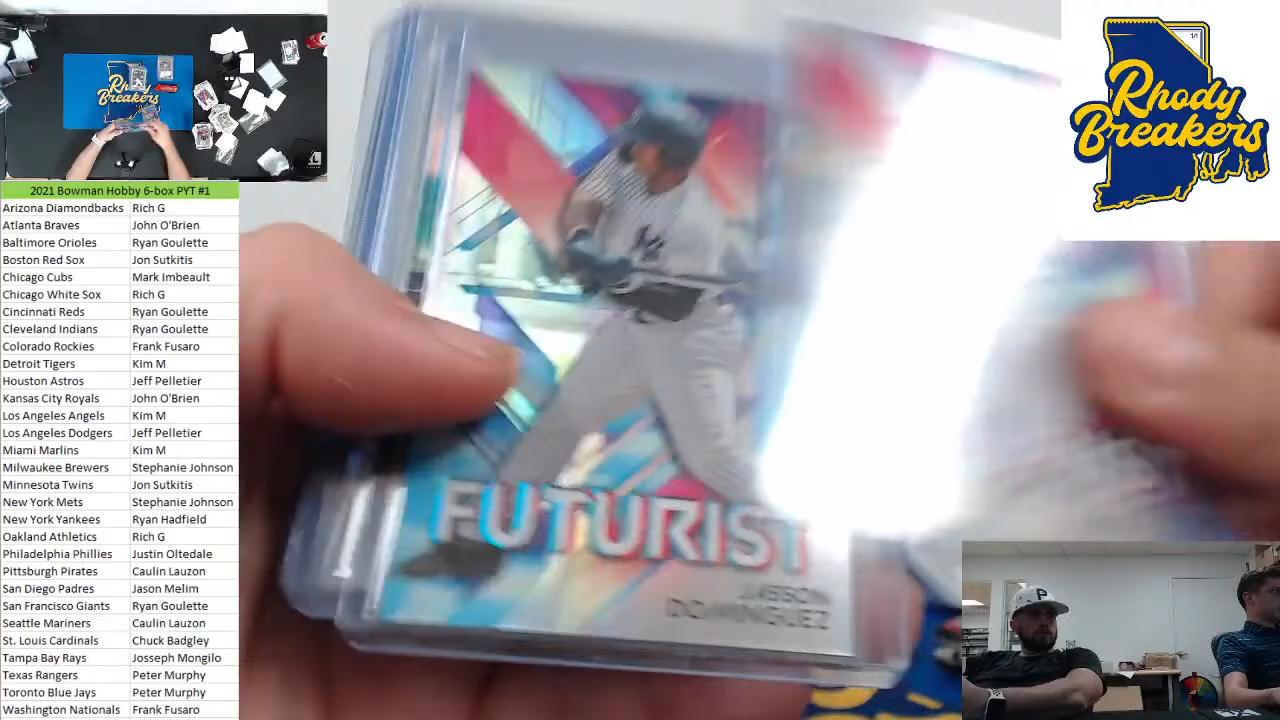 Rhody
Breakers
2021 Bowman Hobby 6-box PYT #1
Arizona Diamondbacks Rich G
Atlanta Braves John O'Brien
Baltimore Orioles Ryan Goulette
Boston Red Sox Jon Sutkitis
Chicago Cubs Mark Imbeault
Chicago White Sox Rich G
Cincinnati Reds Ryan Goulette
Cleveland Indians Ryan Goulette
Colorado Rockies Frank Fusaro
Detroit Tigers Kim M
Houston Astros Jeff Pelletier
Kansas City Royals John O'Brien
Los Angeles Angels Kim M
Los Angeles Dodgers Jeff Pelletier
Miami Marlins Kim M
Milwaukee Brewers Stephanie Johnson
Minnesota Twins Jon Sutkitis
New York Mets Stephanie Johnson
New York Yankees Ryan Hadfield
Oakland Athletics Rich G
Philadelphia Phillies Justin Oltedale
Pittsburgh Pirates Caulin Lauzon
San Diego Padres Jason Melim
San Francisco Giants Ryan Goulette
Seattle Mariners Caulin Lauzon
St. Louis Cardinals Chuck Badgley
Tampa Bay Rays Josseph Mongilo
Texas Rangers Peter Murphy
Toronto Blue Jays Peter Murphy
Washington Nationals Frank Fusaro
FUTURIST
JASSON
DOMINGUEZ
1/1
Rhody
Breakers
P